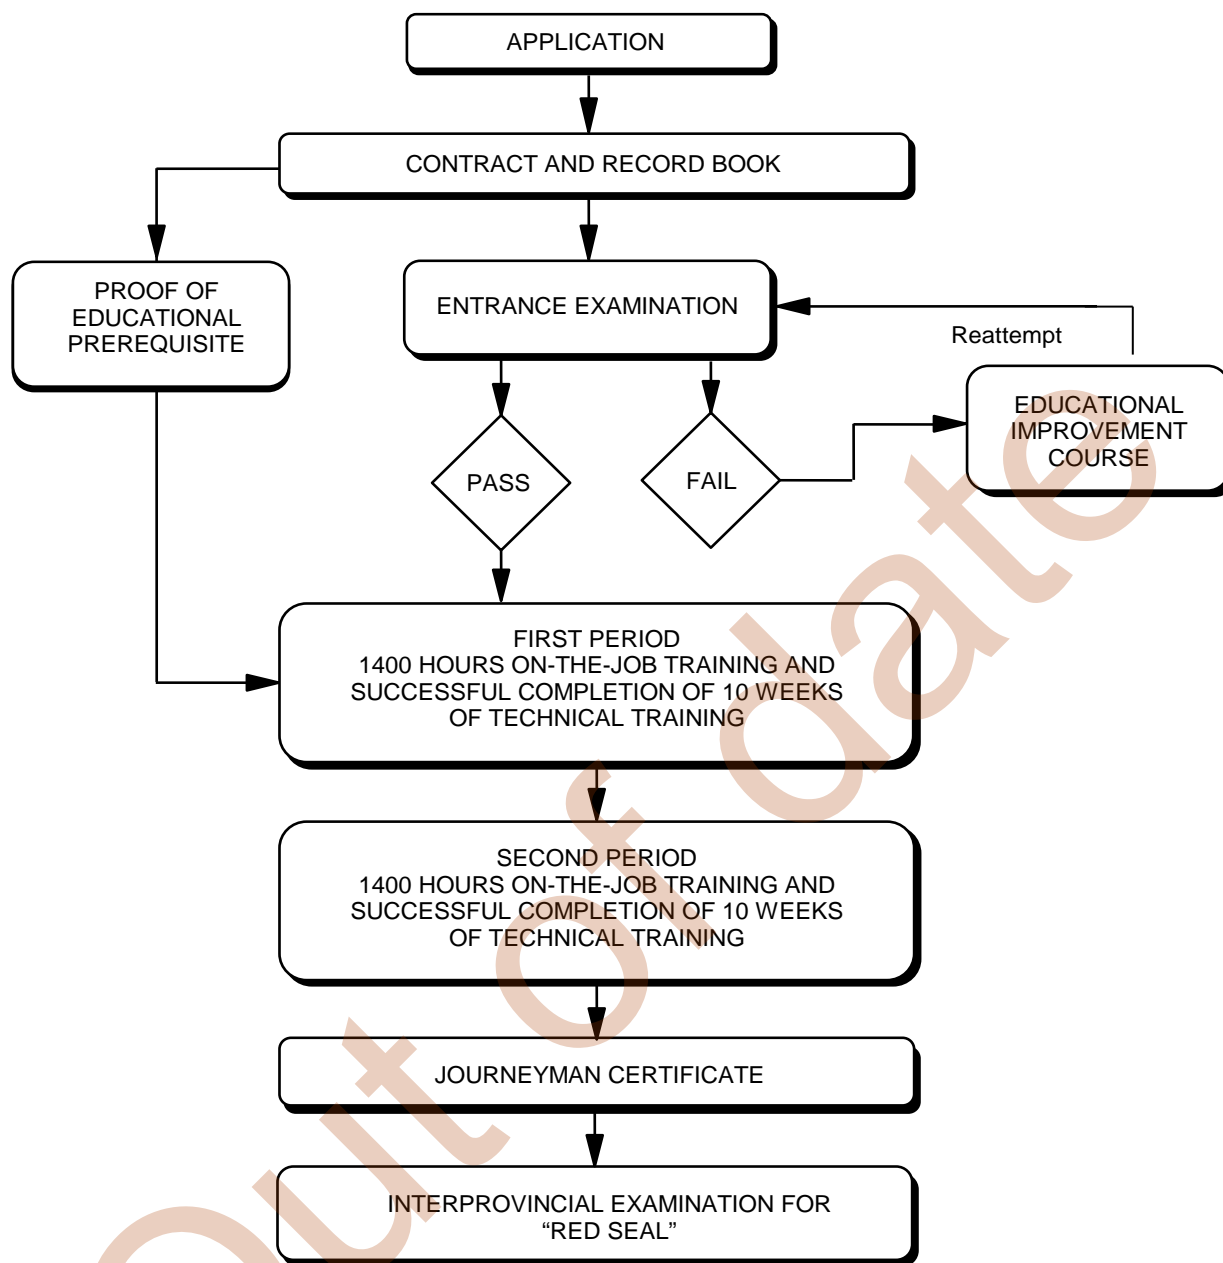 APPLICATION
CONTRACT AND RECORD BOOK
PROOF OF
EDUCATIONAL
PREREQUISITE
ENTRANCE EXAMINATION
Reattempt
EDUCATIONAL
IMPROVEMENT
COURSE
PASS
FAIL
FIRST PERIOD
1400 HOURS ON-THE-JOB TRAINING AND
SUCCESSFUL COMPLETION OF 10 WEEKS
OF TECHNICAL TRAINING
SECOND PERIOD
1400 HOURS ON-THE-JOB TRAINING AND
SUCCESSFUL COMPLETION OF 10 WEEKS
OF TECHNICAL TRAINING
JOURNEYMAN CERTIFICATE
INTERPROVINCIAL EXAMINATION FOR
“RED SEAL”
Out of date